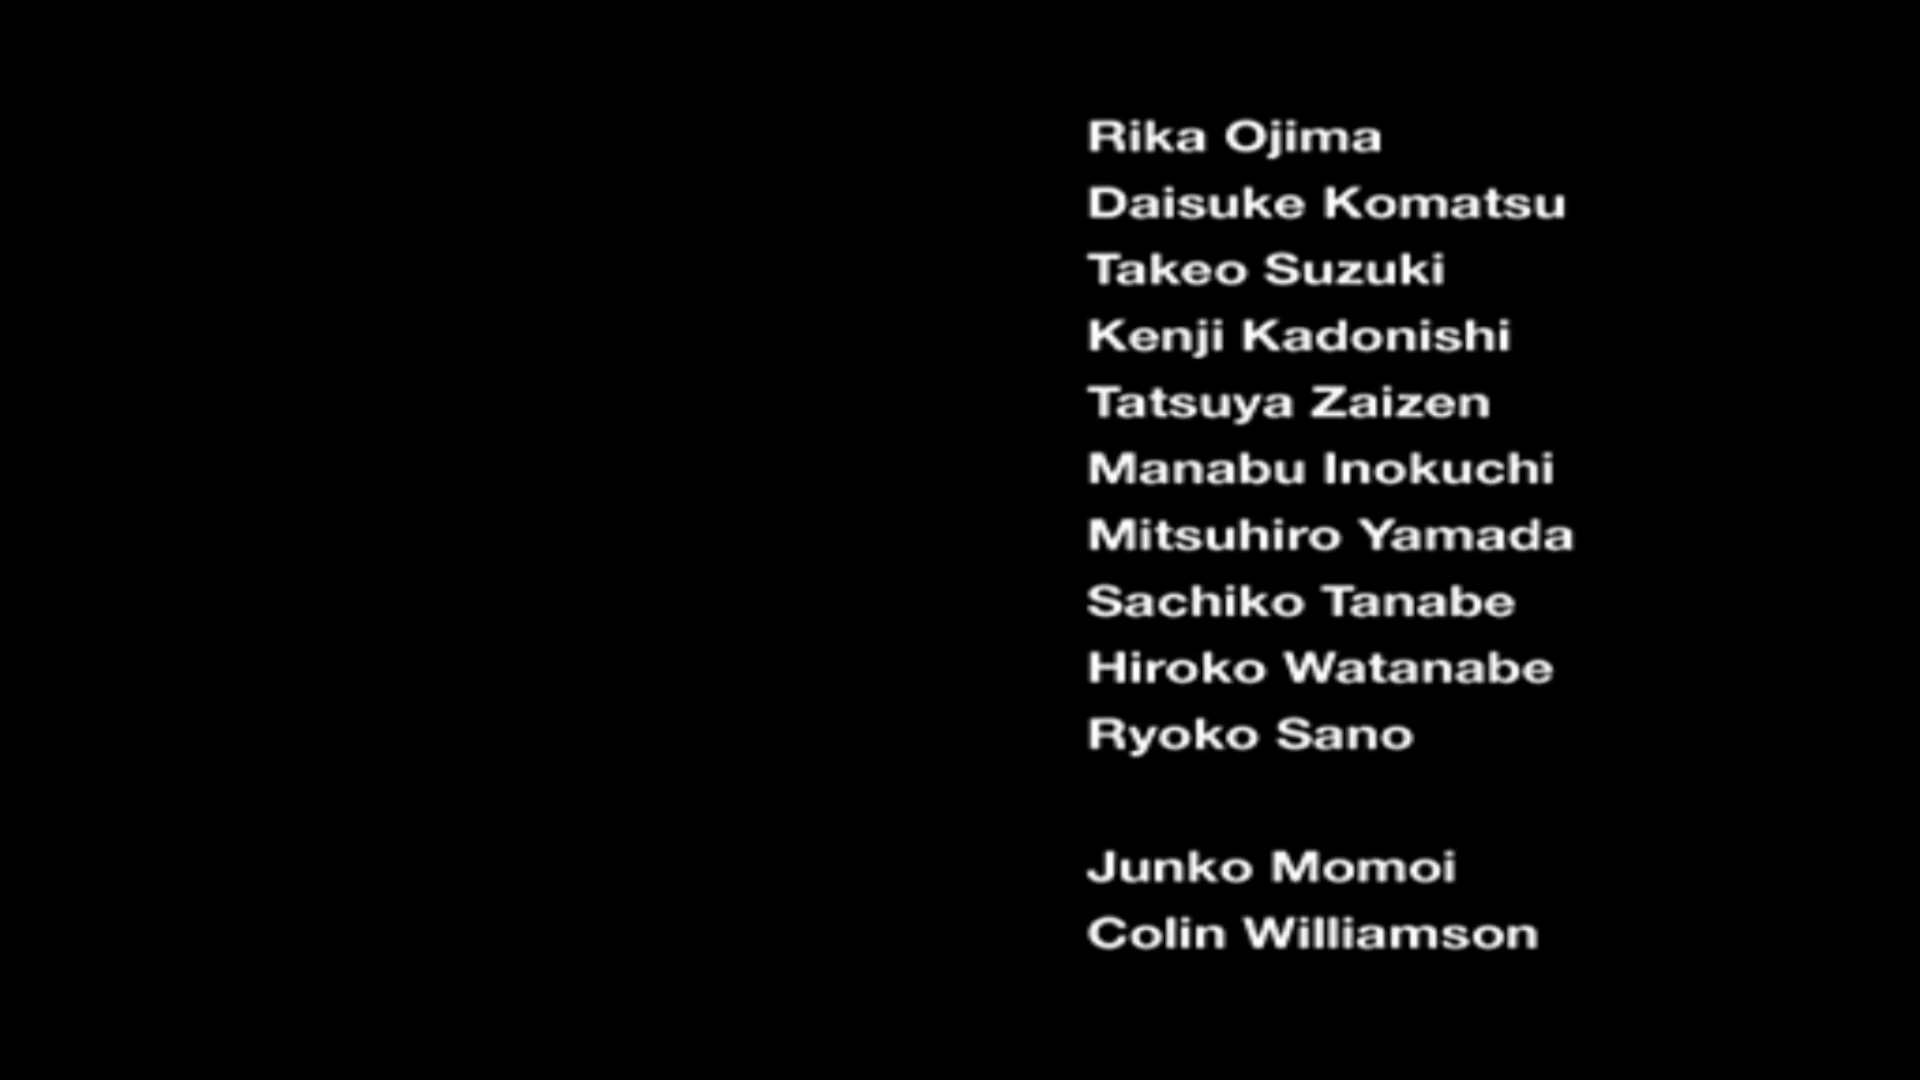 Rika Ojima
Daisuke Komatsu
Takeo Suzuki
Kenji Kadonishi
Tatsuya Zaizen
Manabu Inokuchi
Mitsuhiro Yamada
Sachiko Tanabe
Hiroko Watanabe
Ryoko Sano
Junko Momoi
Colin Williamson